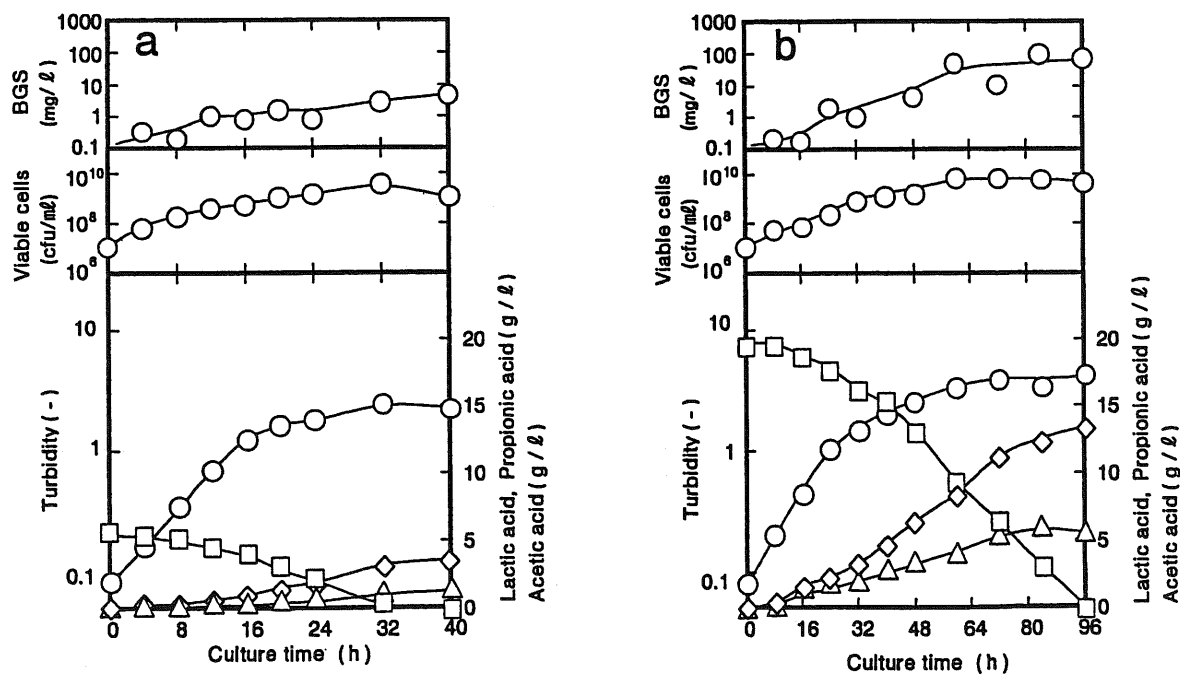 a
1000
100
10
1
0.1
BGS
(mg/ℓ)
10¹⁰
10⁸
10⁶
Viable cells
(cfu/mℓ)
10
1
0.1
Turbidity ( - )
20
15
10
5
0
Lactic acid, Propionic acid ( g / ℓ )
Acetic acid ( g / ℓ )
0 8 16 24 32 40
Culture time (h)
b
1000
100
10
1
0.1
BGS
(mg/ℓ)
10¹⁰
10⁸
10⁶
Viable cells
(cfu/mℓ)
10
1
0.1
Turbidity ( - )
20
15
10
5
0
Lactic acid, Propionic acid ( g / ℓ )
Acetic acid ( g / ℓ )
0 16 32 48 64 80 96
Culture time (h)